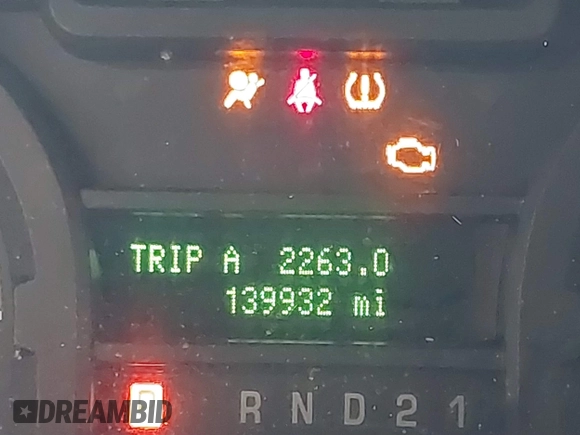 TRIP A 2263.0
139932 mi
P R N D 2 1
DREAMBID